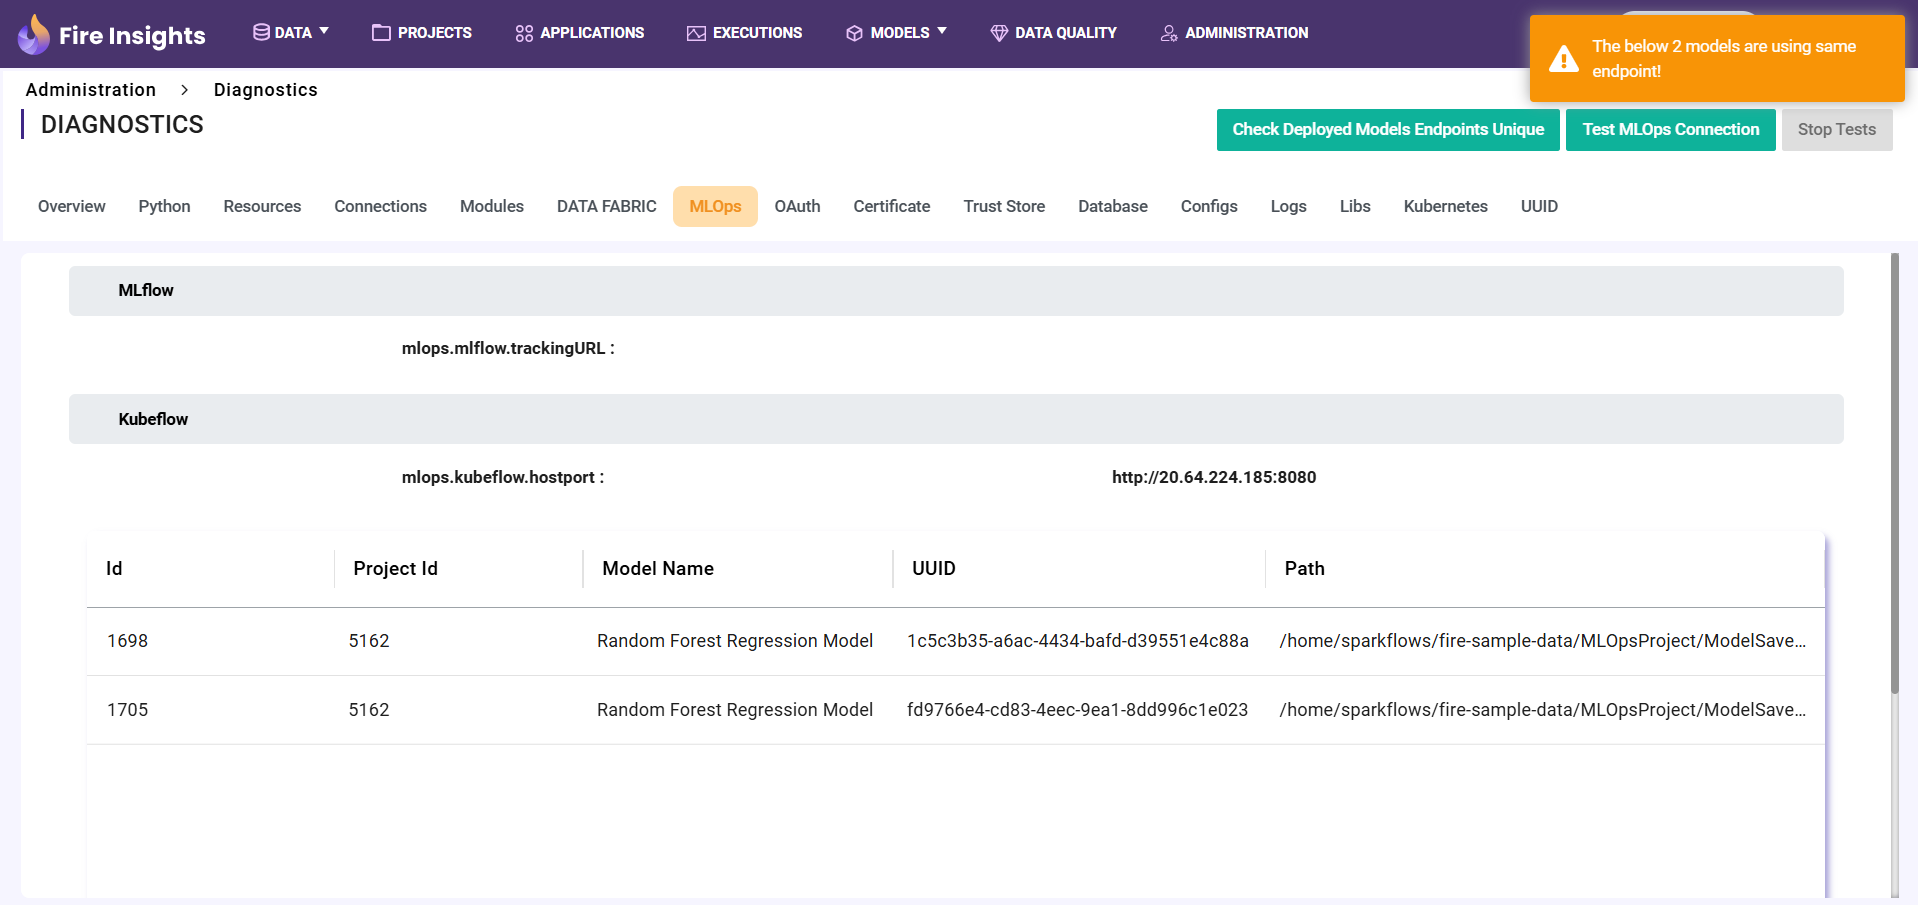 Fire Insights
DATA
PROJECTS
APPLICATIONS
EXECUTIONS
MODELS
DATA QUALITY
ADMINISTRATION
The below 2 models are using same
endpoint!
Administration > Diagnostics
DIAGNOSTICS
Check Deployed Models Endpoints Unique
Test MLOps Connection
Stop Tests
Overview
Python
Resources
Connections
Modules
DATA FABRIC
MLOps
OAuth
Certificate
Trust Store
Database
Configs
Logs
Libs
Kubernetes
UUID
MLflow
mlops.mlflow.trackingURL :
Kubeflow
mlops.kubeflow.hostport : http://20.64.224.185:8080
Id Project Id Model Name UUID Path
1698 5162 Random Forest Regression Model 1c5c3b35-a6ac-4434-bafd-d39551e4c88a /home/sparkflows/fire-sample-data/MLOpsProject/ModelSave...
1705 5162 Random Forest Regression Model fd9766e4-cd83-4eec-9ea1-8dd996c1e023 /home/sparkflows/fire-sample-data/MLOpsProject/ModelSave...